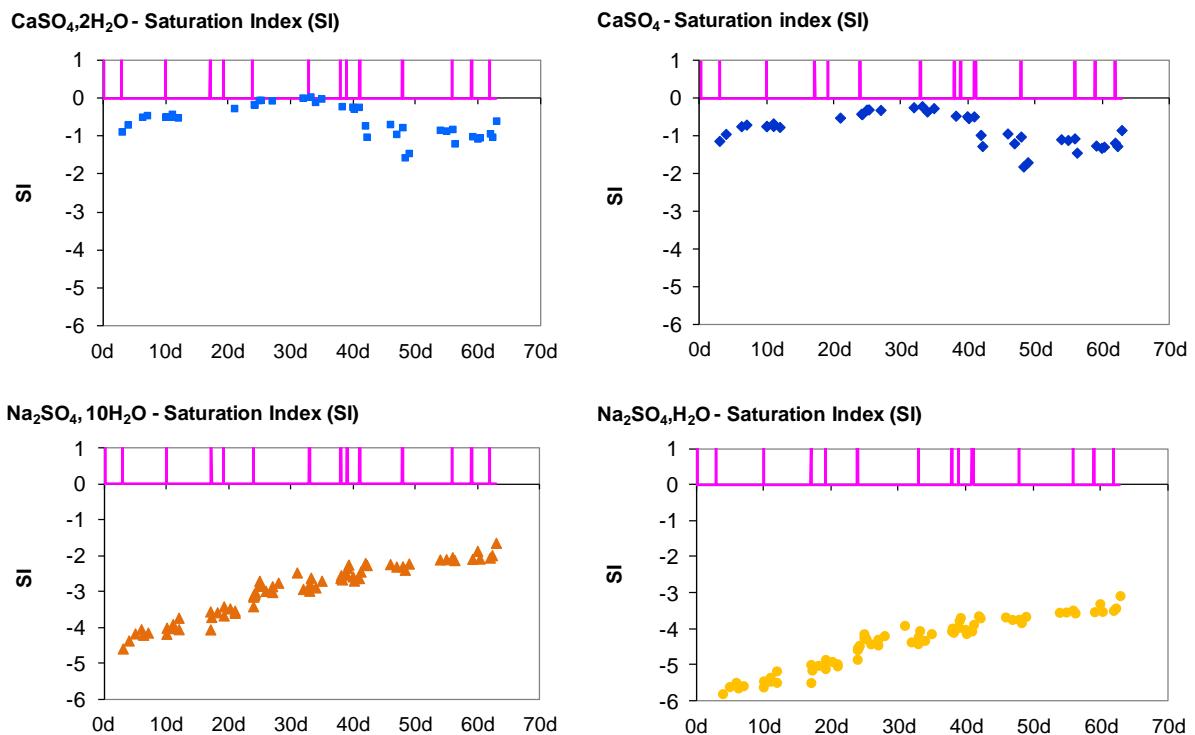 CaSO₄,2H₂O - Saturation Index (SI)
1
0
-1
-2
-3
-4
-5
-6
SI
0d 10d 20d 30d 40d 50d 60d 70d
CaSO₄ - Saturation index (SI)
1
0
-1
-2
-3
-4
-5
-6
SI
0d 10d 20d 30d 40d 50d 60d 70d
Na₂SO₄, 10H₂O - Saturation Index (SI)
1
0
-1
-2
-3
-4
-5
-6
SI
0d 10d 20d 30d 40d 50d 60d 70d
Na₂SO₄,H₂O - Saturation Index (SI)
1
0
-1
-2
-3
-4
-5
-6
SI
0d 10d 20d 30d 40d 50d 60d 70d